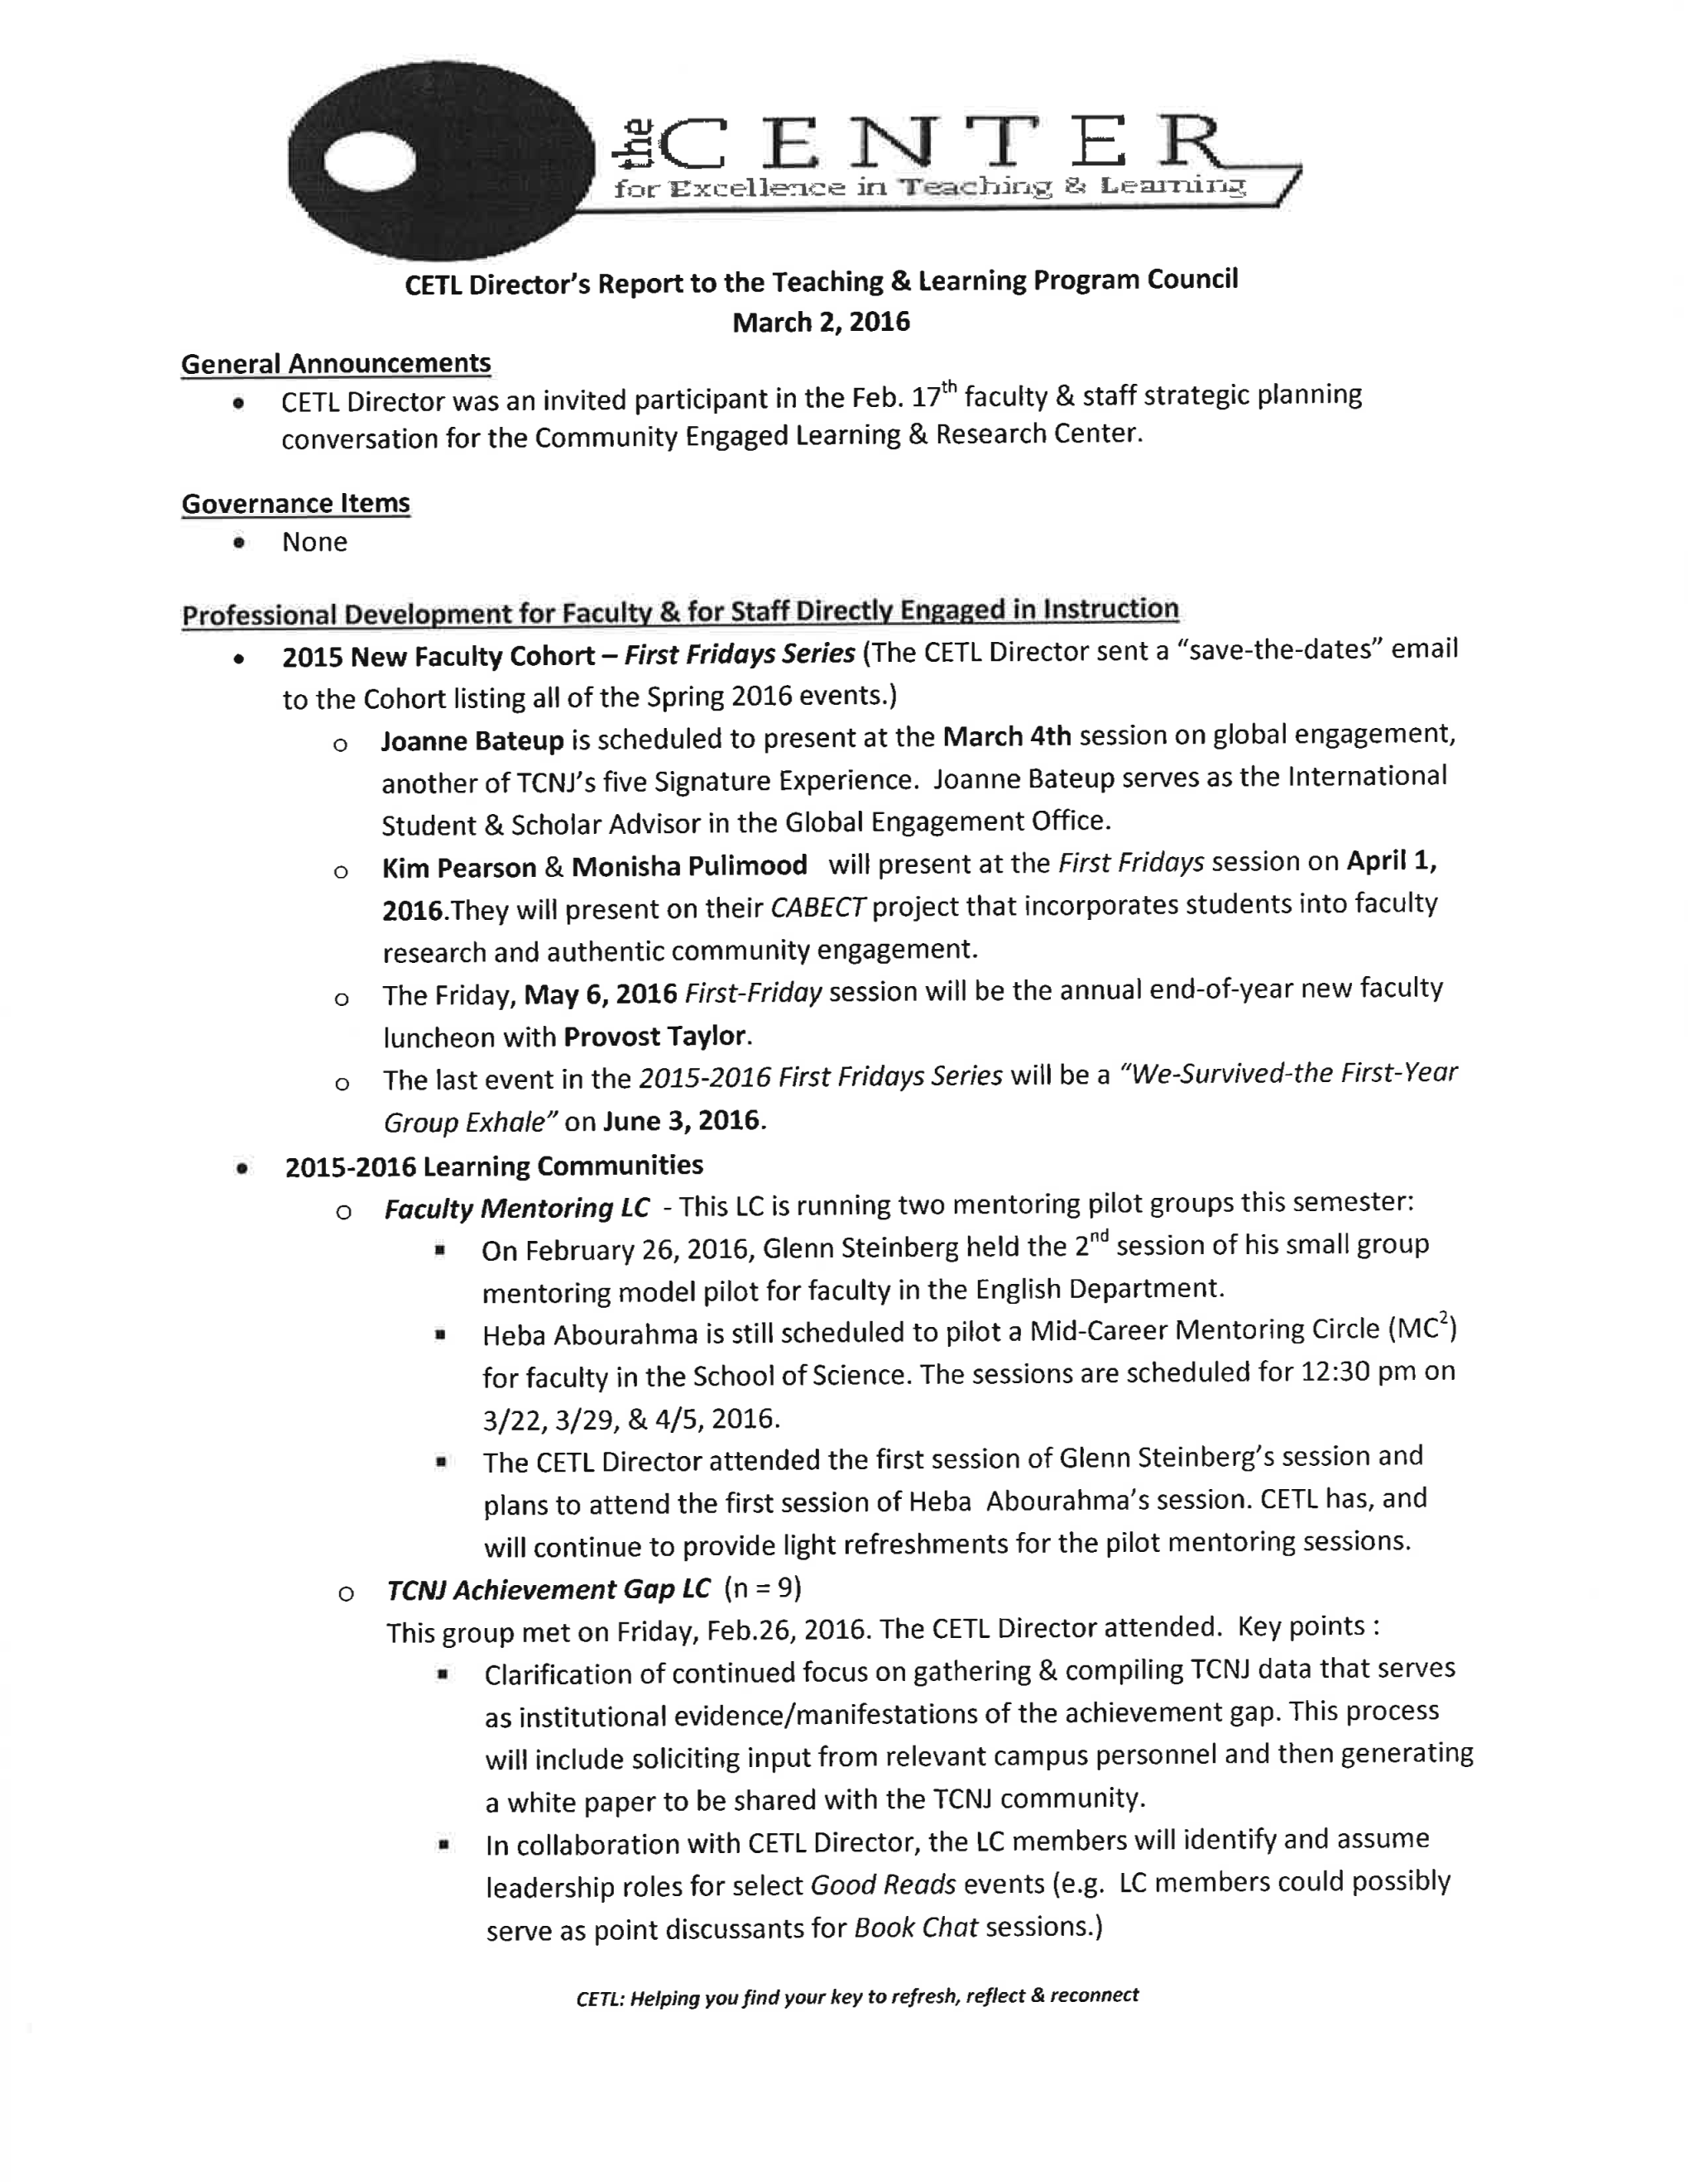 the CENTER
for Excellence in Teaching & Learning
CETL Director's Report to the Teaching & Learning Program Council
March 2, 2016
General Announcements
• CETL Director was an invited participant in the Feb. 17th faculty & staff strategic planning
conversation for the Community Engaged Learning & Research Center.
Governance Items
• None
Professional Development for Faculty & for Staff Directly Engaged in Instruction
• 2015 New Faculty Cohort – First Fridays Series (The CETL Director sent a "save-the-dates" email
to the Cohort listing all of the Spring 2016 events.)
o Joanne Bateup is scheduled to present at the March 4th session on global engagement,
another of TCNJ's five Signature Experience. Joanne Bateup serves as the International
Student & Scholar Advisor in the Global Engagement Office.
o Kim Pearson & Monisha Pulimood will present at the First Fridays session on April 1,
2016.They will present on their CABECT project that incorporates students into faculty
research and authentic community engagement.
o The Friday, May 6, 2016 First-Friday session will be the annual end-of-year new faculty
luncheon with Provost Taylor.
o The last event in the 2015-2016 First Fridays Series will be a "We-Survived-the First-Year
Group Exhale" on June 3, 2016.
• 2015-2016 Learning Communities
o Faculty Mentoring LC - This LC is running two mentoring pilot groups this semester:
▪ On February 26, 2016, Glenn Steinberg held the 2nd session of his small group
mentoring model pilot for faculty in the English Department.
▪ Heba Abourahma is still scheduled to pilot a Mid-Career Mentoring Circle (MC²)
for faculty in the School of Science. The sessions are scheduled for 12:30 pm on
3/22, 3/29, & 4/5, 2016.
▪ The CETL Director attended the first session of Glenn Steinberg's session and
plans to attend the first session of Heba Abourahma's session. CETL has, and
will continue to provide light refreshments for the pilot mentoring sessions.
o TCNJ Achievement Gap LC (n = 9)
This group met on Friday, Feb.26, 2016. The CETL Director attended. Key points :
▪ Clarification of continued focus on gathering & compiling TCNJ data that serves
as institutional evidence/manifestations of the achievement gap. This process
will include soliciting input from relevant campus personnel and then generating
a white paper to be shared with the TCNJ community.
▪ In collaboration with CETL Director, the LC members will identify and assume
leadership roles for select Good Reads events (e.g. LC members could possibly
serve as point discussants for Book Chat sessions.)
CETL: Helping you find your key to refresh, reflect & reconnect